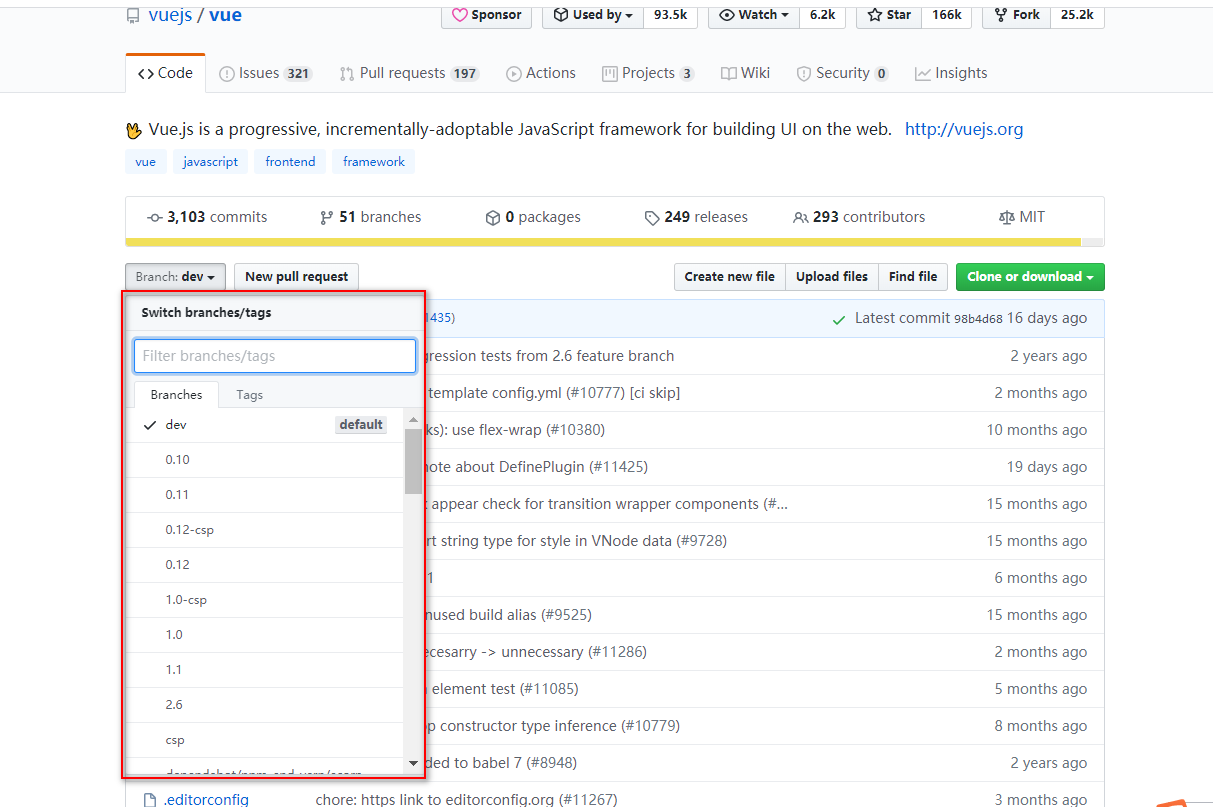 vuejs / vue
Sponsor Used by 93.5k Watch 6.2k Star 166k Fork 25.2k
Code Issues 321 Pull requests 197 Actions Projects 3 Wiki Security 0 Insights
Vue.js is a progressive, incrementally-adoptable JavaScript framework for building UI on the web. http://vuejs.org
vue javascript frontend framework
3,103 commits 51 branches 0 packages 249 releases 293 contributors MIT
Branch: dev New pull request Create new file Upload files Find file Clone or download
Switch branches/tags
Filter branches/tags
Branches Tags
dev default
0.10
0.11
0.12-csp
0.12
1.0-csp
1.0
1.1
2.6
csp
1435) Latest commit 98b4d68 16 days ago
gression tests from 2.6 feature branch 2 years ago
template config.yml (#10777) [ci skip] 2 months ago
ks): use flex-wrap (#10380) 10 months ago
note about DefinePlugin (#11425) 19 days ago
: appear check for transition wrapper components (#... 15 months ago
rt string type for style in VNode data (#9728) 15 months ago
1 6 months ago
nused build alias (#9525) 15 months ago
ecesarry -> unnecessary (#11286) 2 months ago
element test (#11085) 5 months ago
op constructor type inference (#10779) 8 months ago
ded to babel 7 (#8948) 2 years ago
.editorconfig chore: https link to editorconfig.org (#11267) 3 months ago